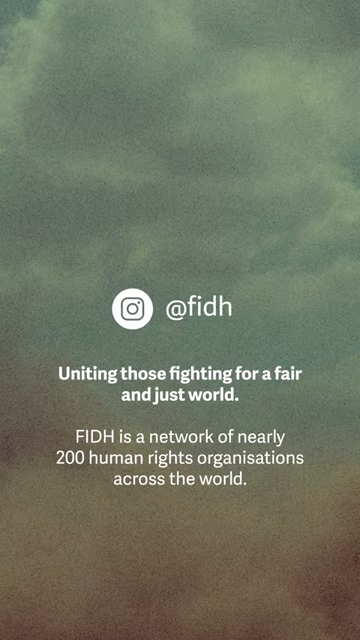 @fidh
Uniting those fighting for a fair
and just world.
FIDH is a network of nearly
200 human rights organisations
across the world.